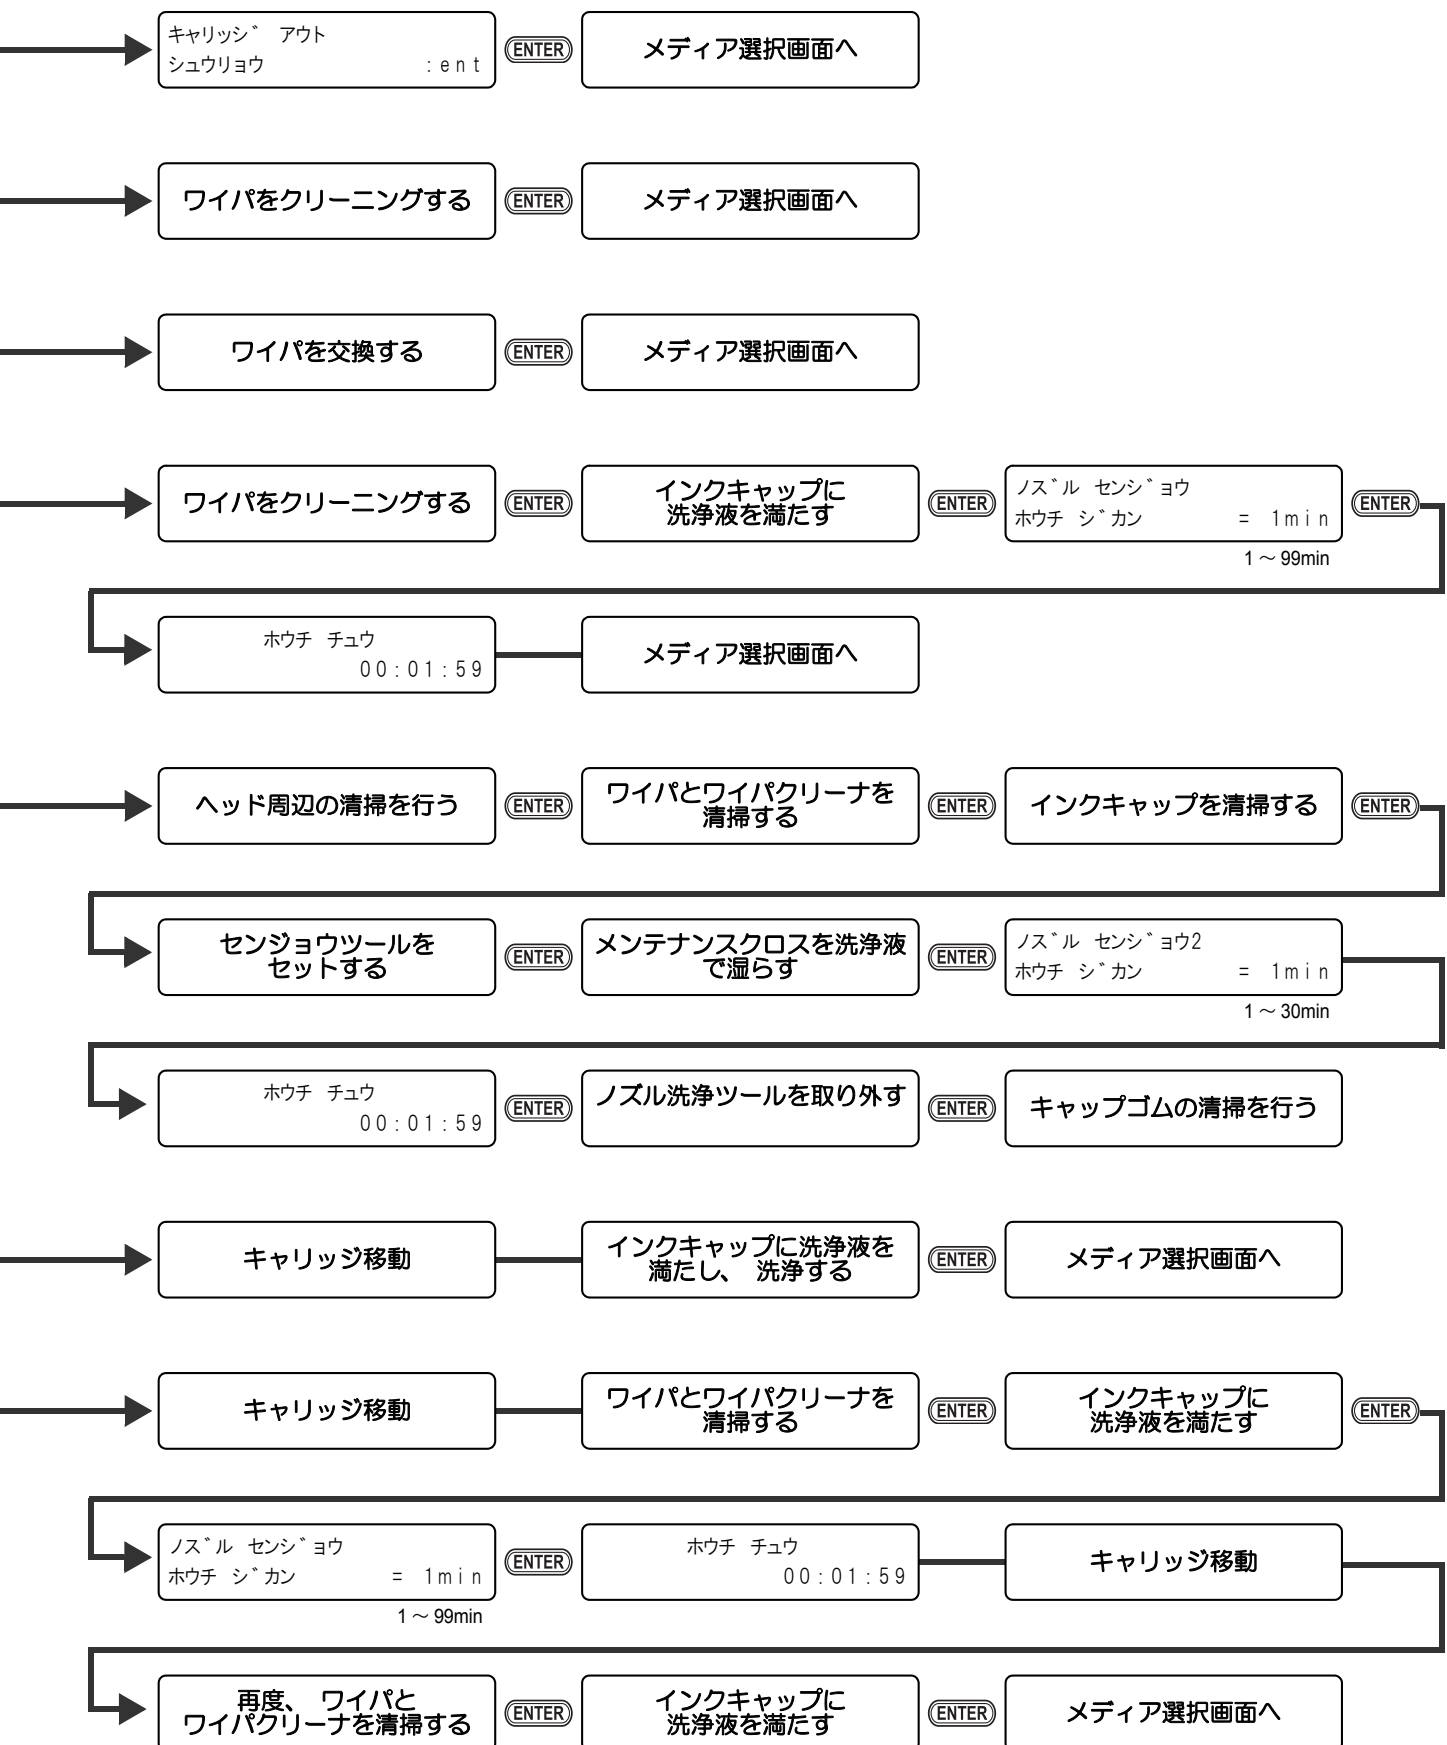 キャリッシ゛ アウト
シュウリョウ :ent
ENTER
メディア選択画面へ
ワイパをクリーニングする
ENTER
メディア選択画面へ
ワイパを交換する
ENTER
メディア選択画面へ
ワイパをクリーニングする
ENTER
インクキャップに
洗浄液を満たす
ENTER
ノス゛ル センシ゛ョウ
ホウチ シ゛カン = 1min
1 ～ 99min
ENTER
ホウチ チュウ
00:01:59
メディア選択画面へ
ヘッド周辺の清掃を行う
ENTER
ワイパとワイパクリーナを
清掃する
ENTER
インクキャップを清掃する
ENTER
センジョウツールを
セットする
ENTER
メンテナンスクロスを洗浄液
で湿らす
ENTER
ノス゛ル センシ゛ョウ2
ホウチ シ゛カン = 1min
1 ～ 30min
ホウチ チュウ
00:01:59
ENTER
ノズル洗浄ツールを取り外す
ENTER
キャップゴムの清掃を行う
キャリッジ移動
インクキャップに洗浄液を
満たし、 洗浄する
ENTER
メディア選択画面へ
キャリッジ移動
ワイパとワイパクリーナを
清掃する
ENTER
インクキャップに
洗浄液を満たす
ENTER
ノス゛ル センシ゛ョウ
ホウチ シ゛カン = 1min
1 ～ 99min
ENTER
ホウチ チュウ
00:01:59
キャリッジ移動
再度、 ワイパと
ワイパクリーナを清掃する
ENTER
インクキャップに
洗浄液を満たす
ENTER
メディア選択画面へ